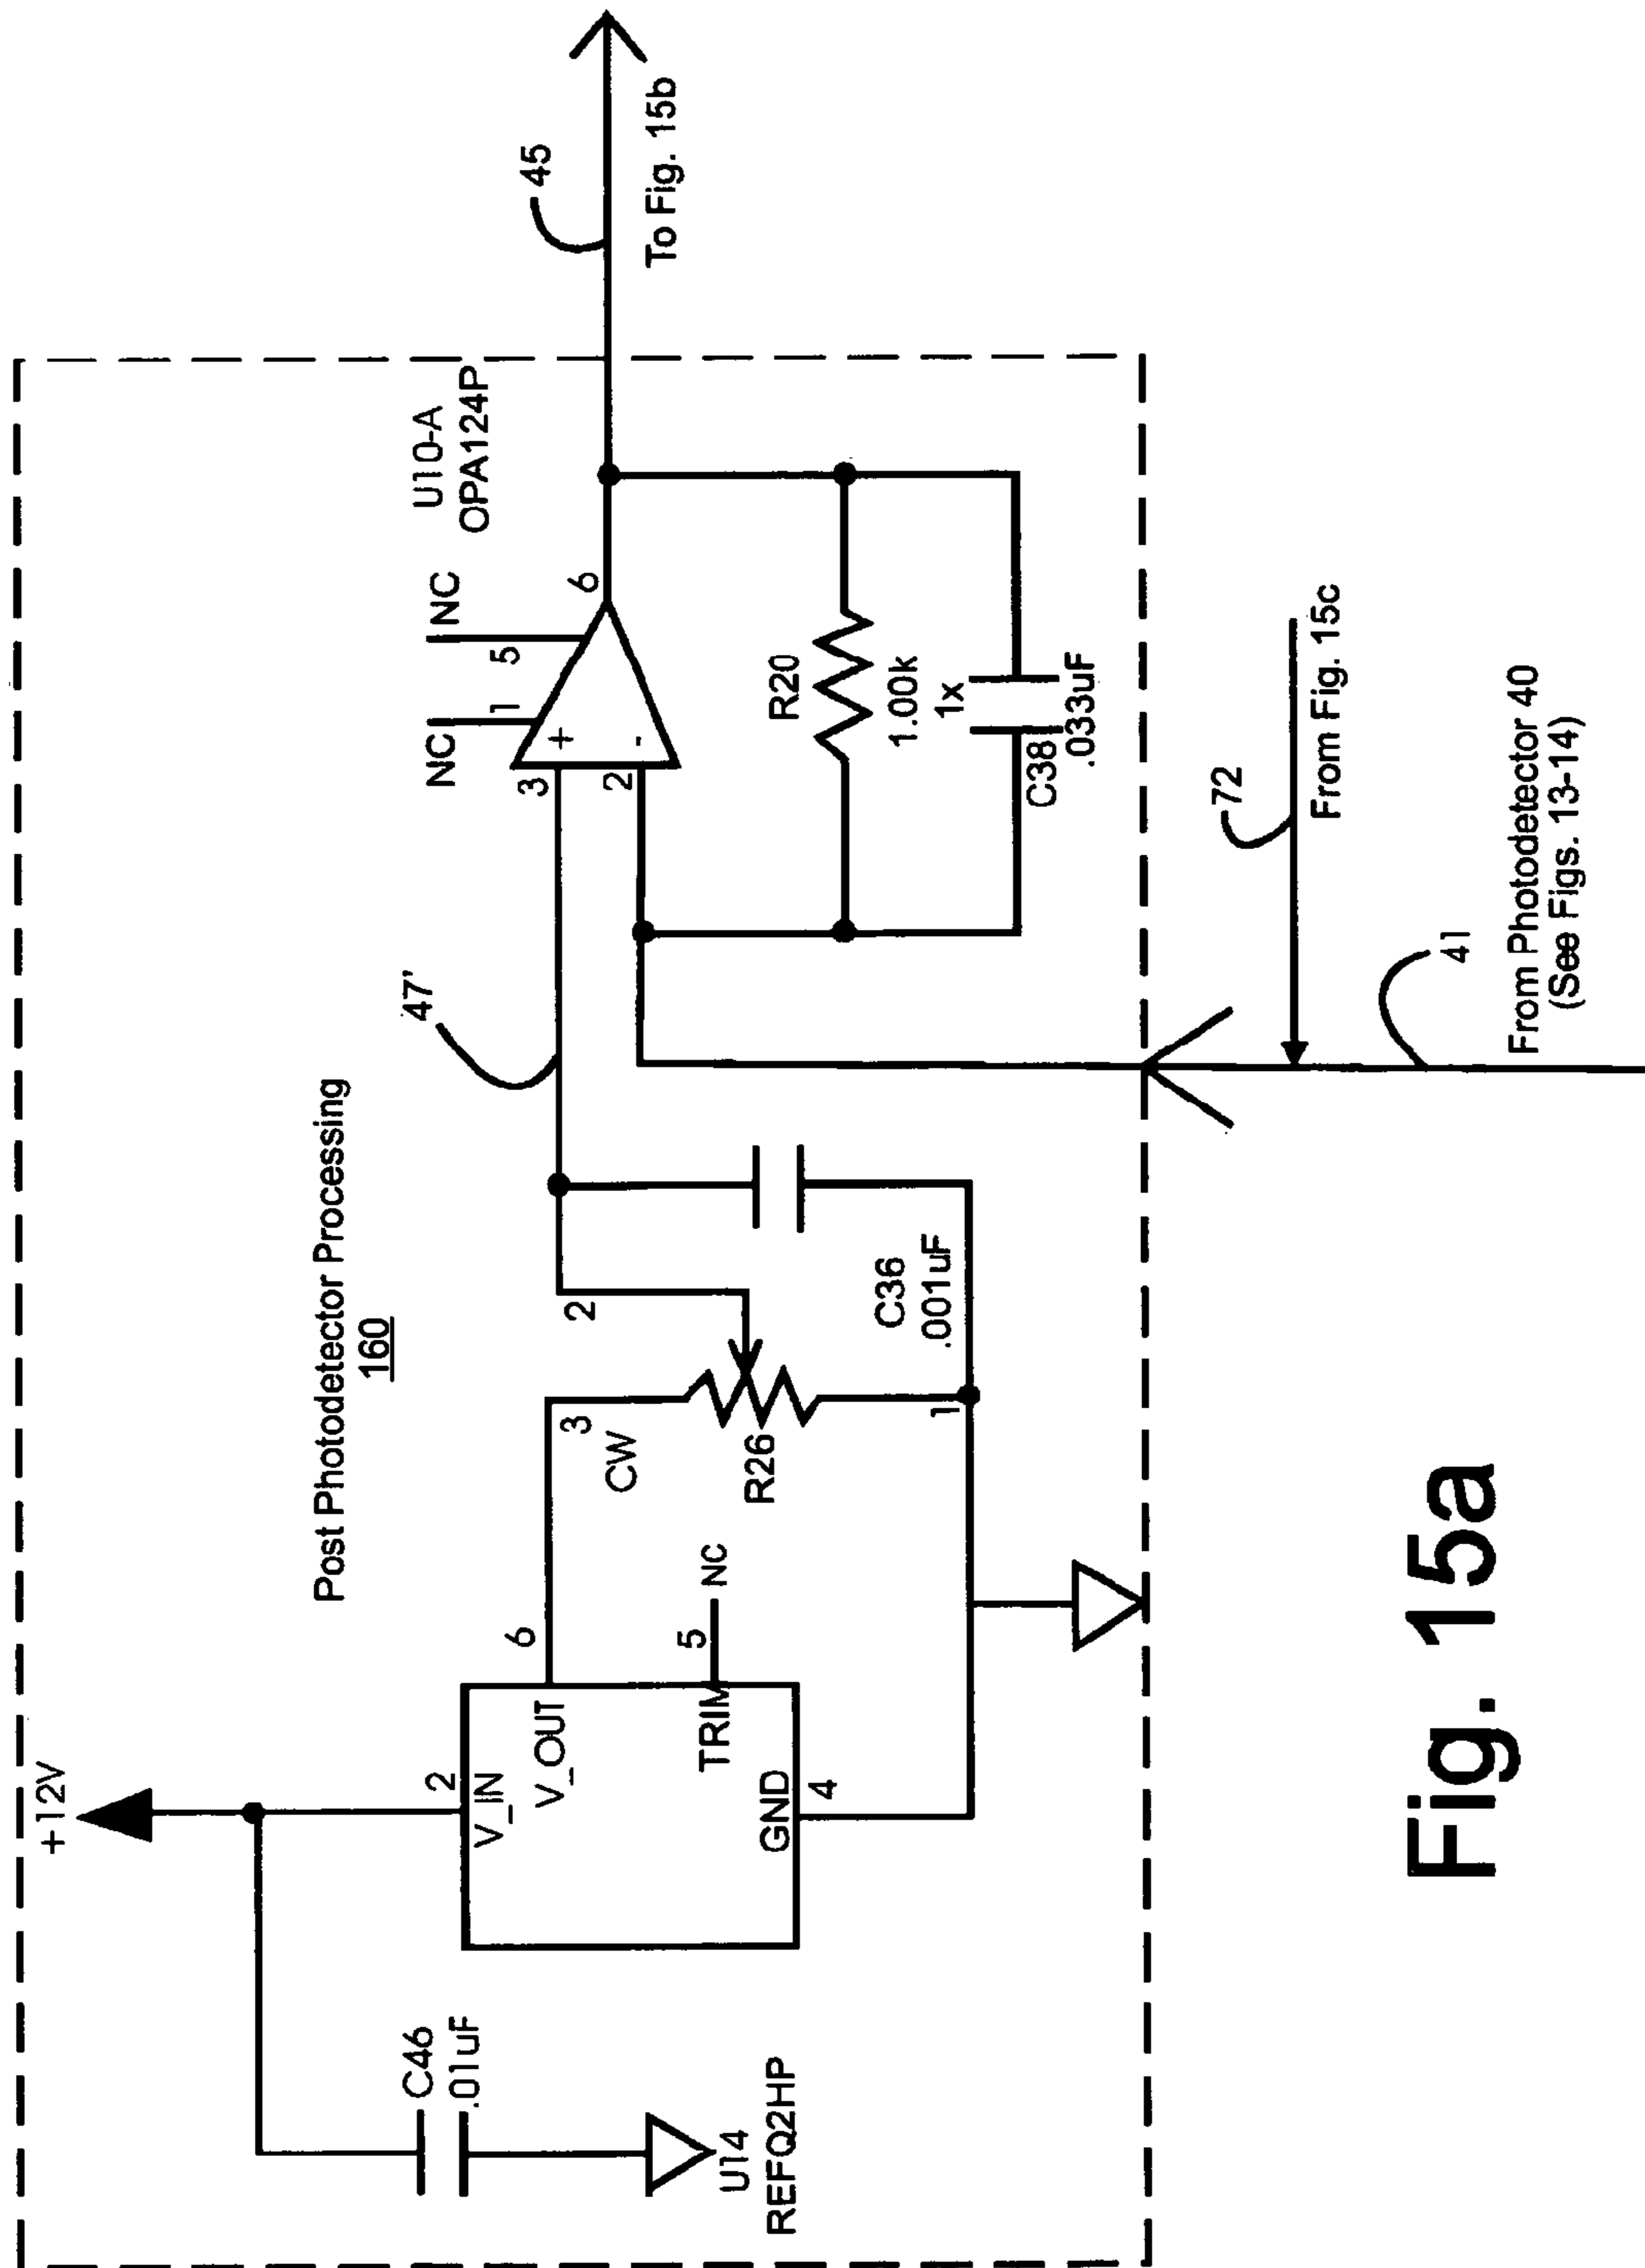 +12V
C46
.01uF
U14
REFQ2HP
2
V_IN
V_OUT
6
TRIM
5
NC
GND
4
Post Photodetector Processing
160
3
CW
R26
2
1
C36
.001uF
47'
NC
1
NC
5
3
+
2
-
6
U10-A
OPA124P
R20
1.00k
1x
C38
.033uF
45
To Fig. 15b
72
From Fig. 15c
41
From Photodetector 40
(See Figs. 13-14)
Fig. 15a